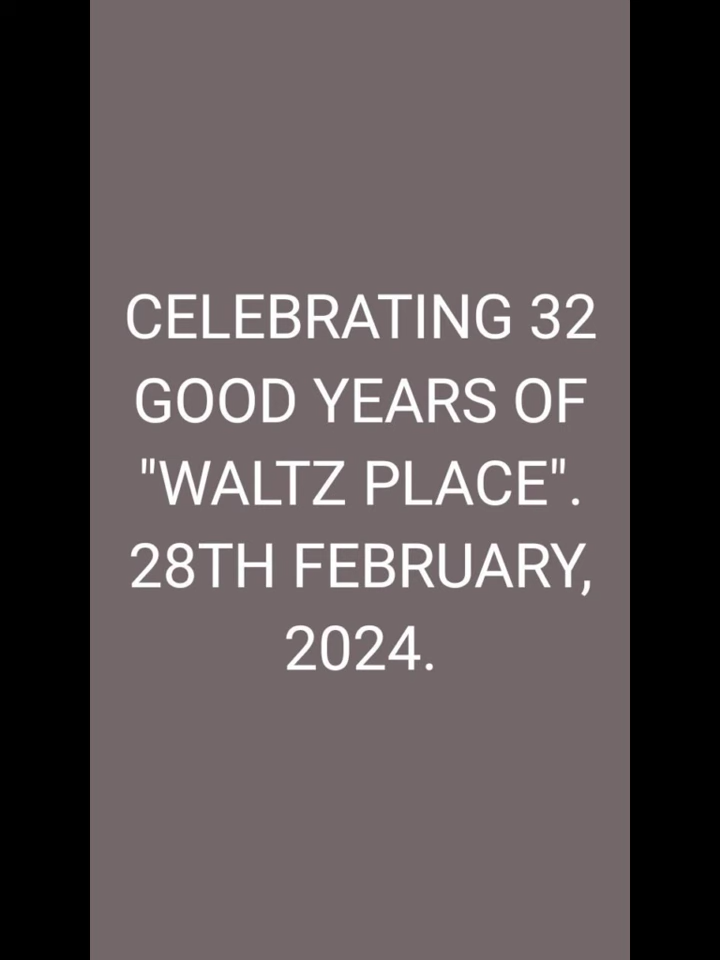 CELEBRATING 32
GOOD YEARS OF
"WALTZ PLACE".
28TH FEBRUARY,
2024.